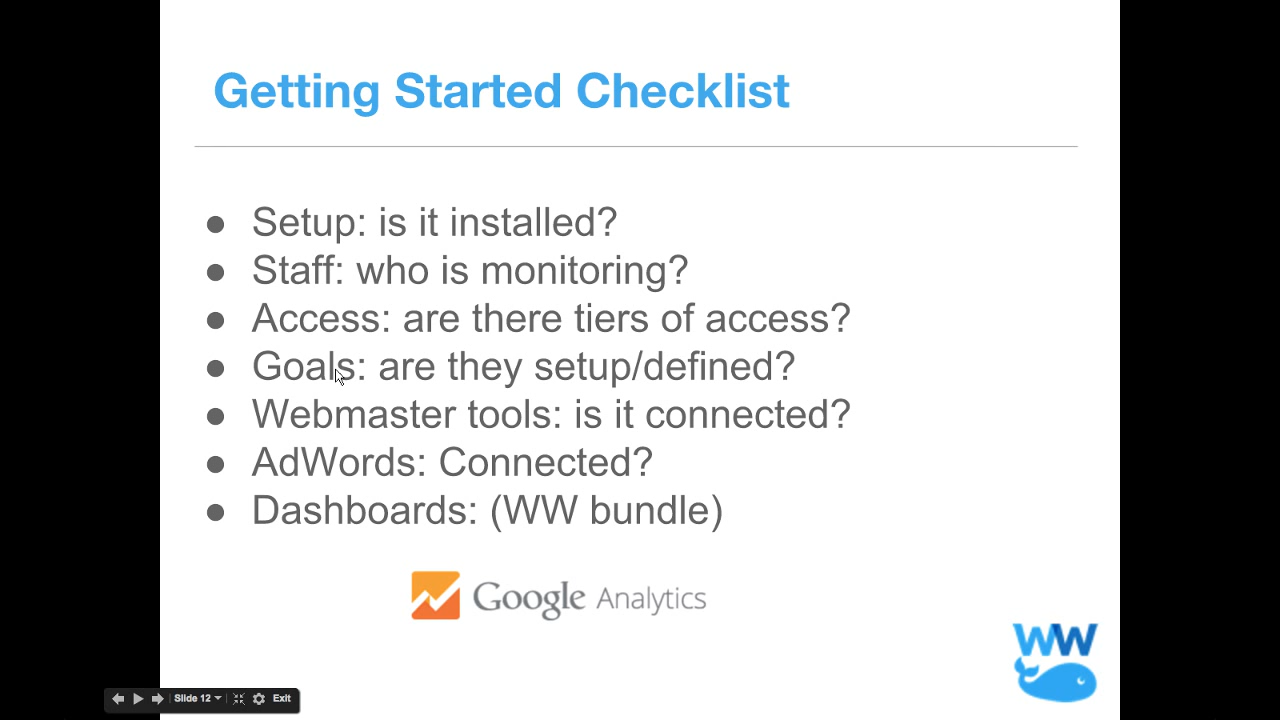 Getting Started Checklist
● Setup: is it installed?
● Staff: who is monitoring?
● Access: are there tiers of access?
● Goals: are they setup/defined?
● Webmaster tools: is it connected?
● AdWords: Connected?
● Dashboards: (WW bundle)
Google Analytics
WW
Slide 12 Exit